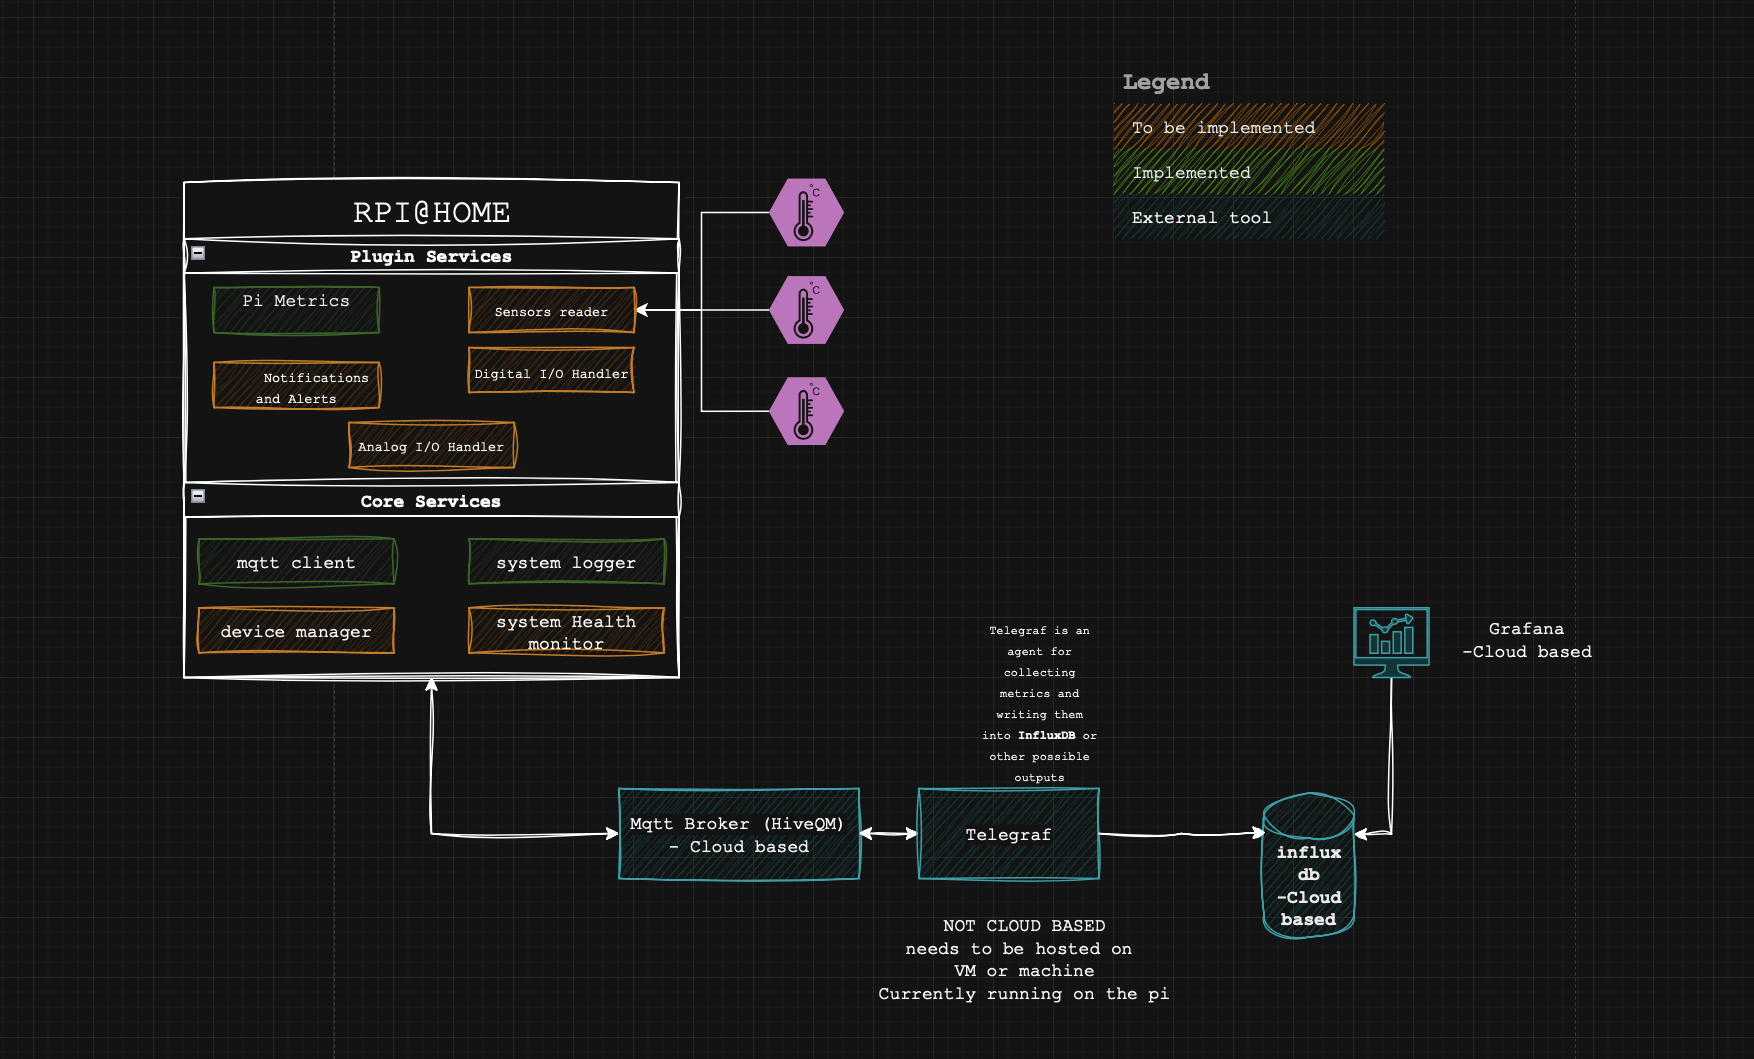 Legend
To be implemented
Implemented
External tool
RPI@HOME
Plugin Services
Pi Metrics
Sensors reader
Notifications
and Alerts
Digital I/O Handler
Analog I/O Handler
°C
°C
°C
Core Services
mqtt client
system logger
device manager
system Health
monitor
Telegraf is an
agent for
collecting
metrics and
writing them
into InfluxDB or
other possible
outputs
Grafana
-Cloud based
Mqtt Broker (HiveQM)
- Cloud based
Telegraf
influx
db
-Cloud
based
NOT CLOUD BASED
needs to be hosted on
VM or machine
Currently running on the pi